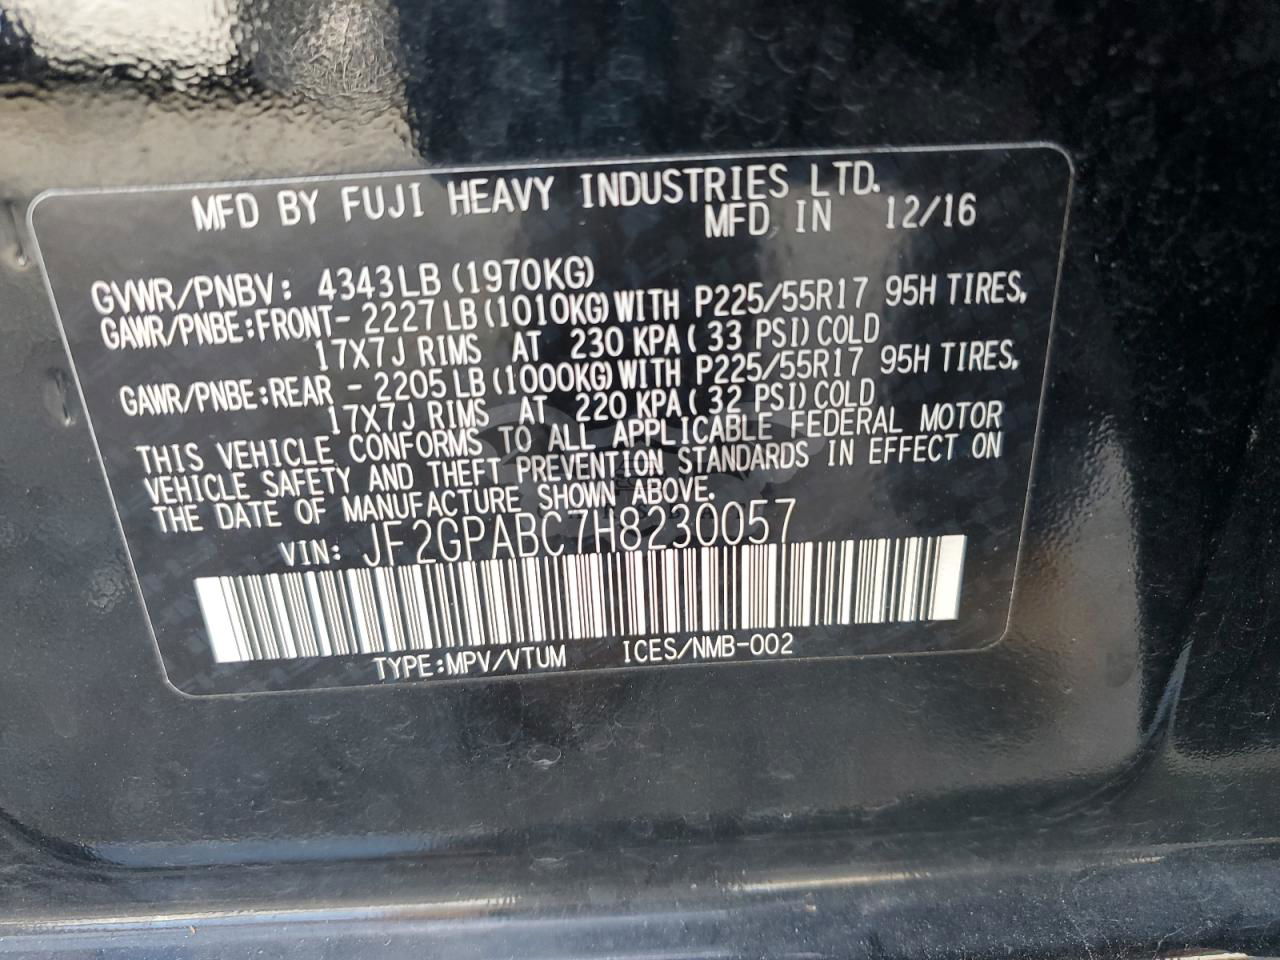 MFD BY FUJI HEAVY INDUSTRIES LTD.
MFD IN 12/16
GVWR/PNBV: 4343LB (1970KG)
GAWR/PNBE:FRONT- 2227 LB (1010KG) WITH P225/55R17 95H TIRES,
17X7J RIMS AT 230 KPA ( 33 PSI) COLD
GAWR/PNBE:REAR - 2205 LB (1000KG) WITH P225/55R17 95H TIRES,
17X7J RIMS AT 220 KPA ( 32 PSI) COLD
THIS VEHICLE CONFORMS TO ALL APPLICABLE FEDERAL MOTOR
VEHICLE SAFETY AND THEFT PREVENTION STANDARDS IN EFFECT ON
THE DATE OF MANUFACTURE SHOWN ABOVE.
VIN: JF2GPABC7H8230057
TYPE:MPV/VTUM ICES/NMB-002